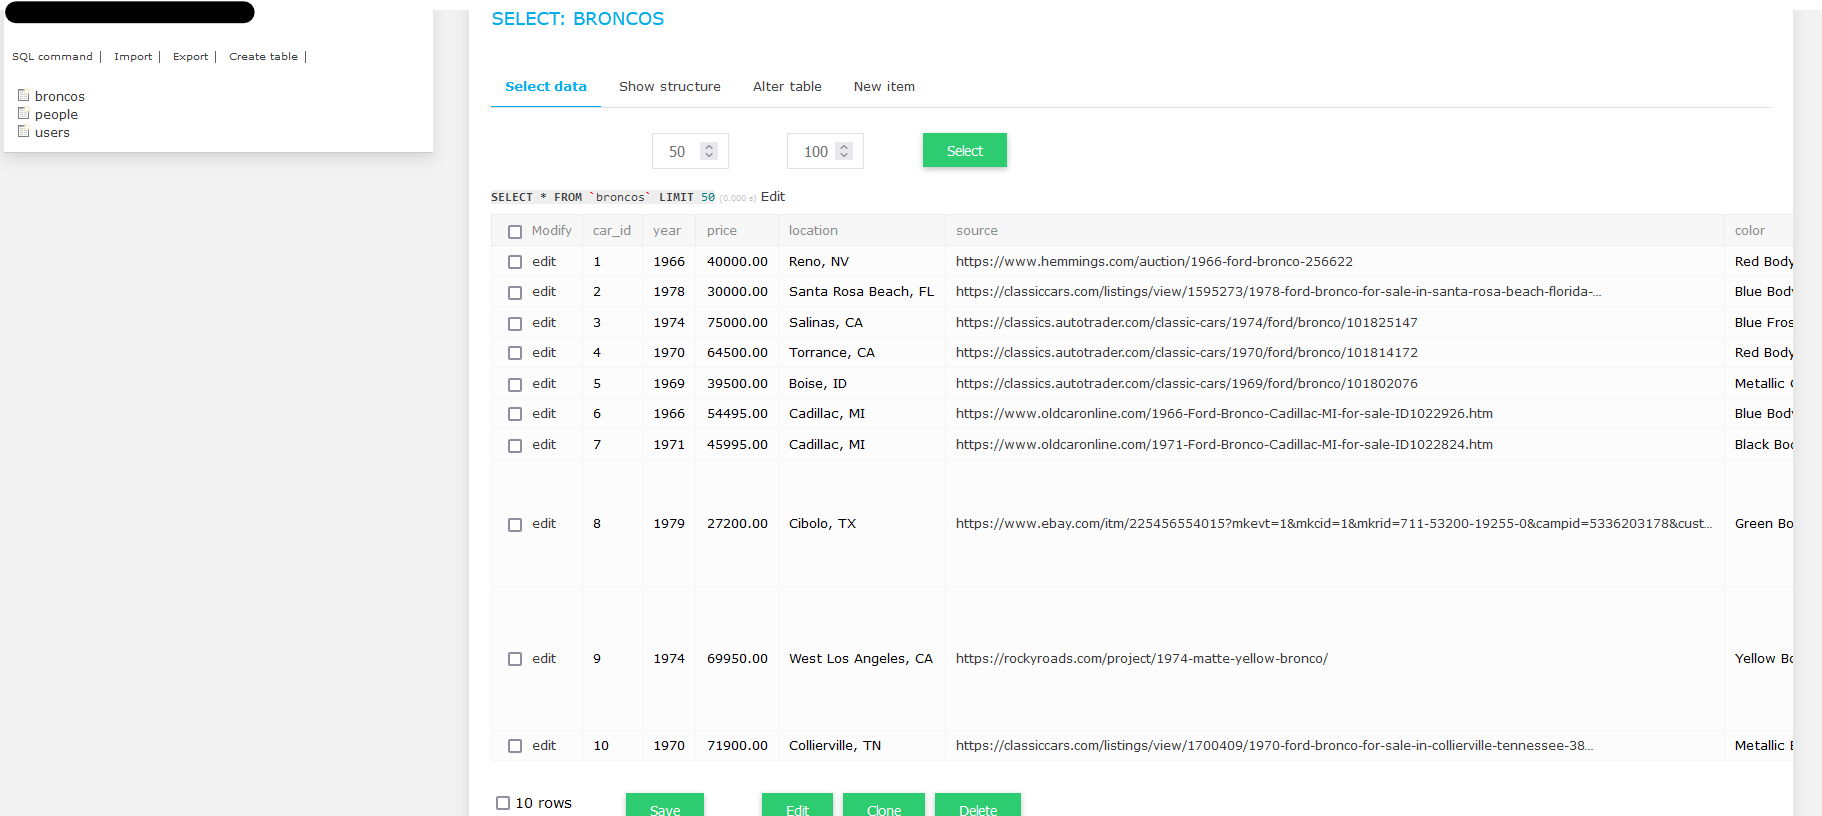 SELECT: BRONCOS
SQL command | Import | Export | Create table |
broncos
people
users
Select data Show structure Alter table New item
50 100 Select
SELECT * FROM `broncos` LIMIT 50 (0.000 s) Edit
Modify car_id year price location source color
edit 1 1966 40000.00 Reno, NV https://www.hemmings.com/auction/1966-ford-bronco-256622 Red Body
edit 2 1978 30000.00 Santa Rosa Beach, FL https://classiccars.com/listings/view/1595273/1978-ford-bronco-for-sale-in-santa-rosa-beach-florida-... Blue Body
edit 3 1974 75000.00 Salinas, CA https://classics.autotrader.com/classic-cars/1974/ford/bronco/101825147 Blue Fros
edit 4 1970 64500.00 Torrance, CA https://classics.autotrader.com/classic-cars/1970/ford/bronco/101814172 Red Body
edit 5 1969 39500.00 Boise, ID https://classics.autotrader.com/classic-cars/1969/ford/bronco/101802076 Metallic
edit 6 1966 54495.00 Cadillac, MI https://www.oldcaronline.com/1966-Ford-Bronco-Cadillac-MI-for-sale-ID1022926.htm Blue Body
edit 7 1971 45995.00 Cadillac, MI https://www.oldcaronline.com/1971-Ford-Bronco-Cadillac-MI-for-sale-ID1022824.htm Black Bo
edit 8 1979 27200.00 Cibolo, TX https://www.ebay.com/itm/225456554015?mkevt=1&mkcid=1&mkrid=711-53200-19255-0&campid=5336203178&cust... Green Bo
edit 9 1974 69950.00 West Los Angeles, CA https://rockyroads.com/project/1974-matte-yellow-bronco/ Yellow Bo
edit 10 1970 71900.00 Collierville, TN https://classiccars.com/listings/view/1700409/1970-ford-bronco-for-sale-in-collierville-tennessee-38... Metallic
10 rows Save Edit Clone Delete